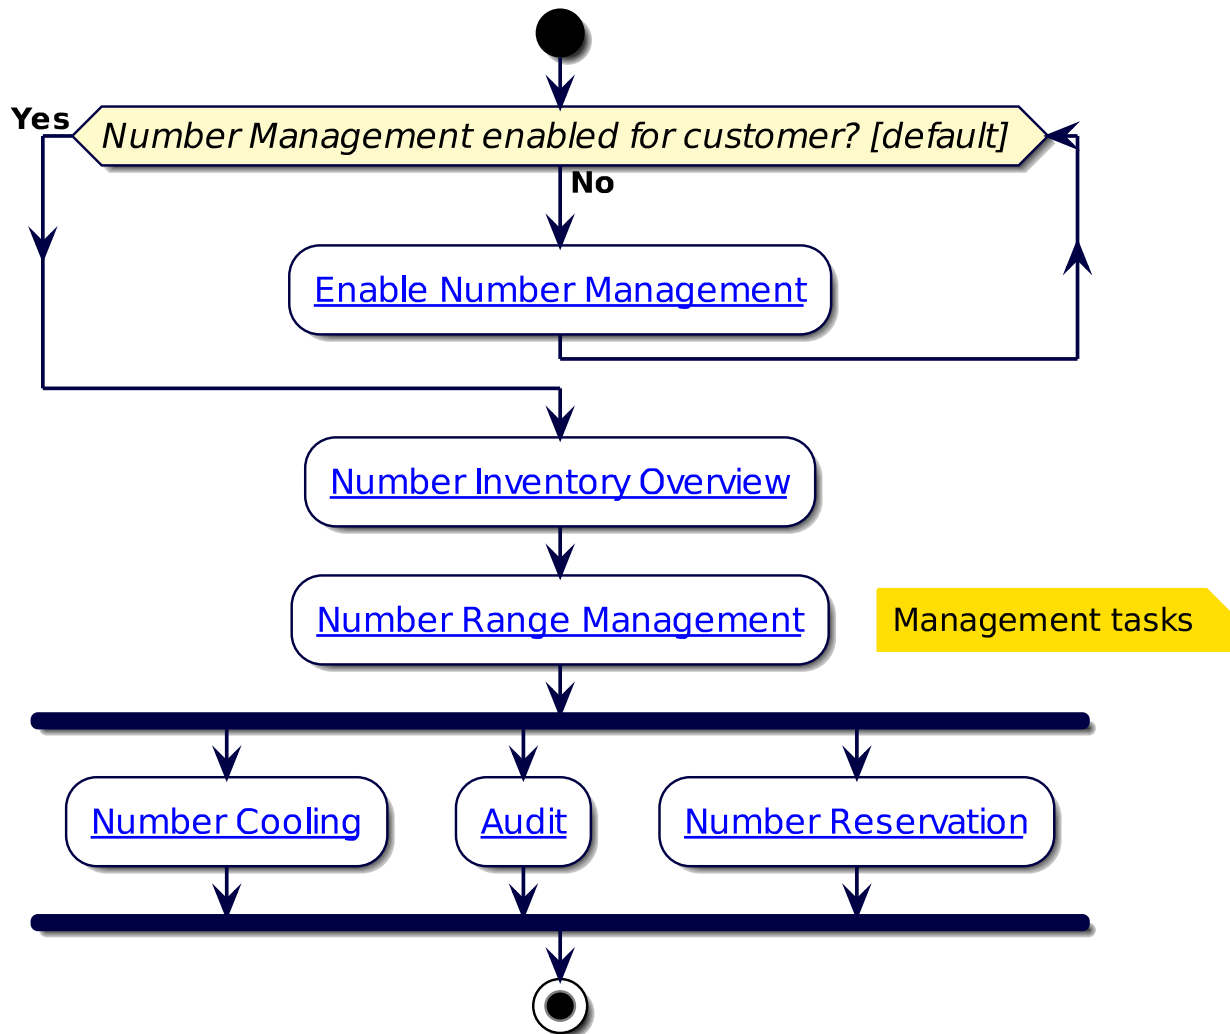 Yes
Number Management enabled for customer? [default]
No
Enable Number Management
Number Inventory Overview
Number Range Management
Management tasks
Number Cooling
Audit
Number Reservation